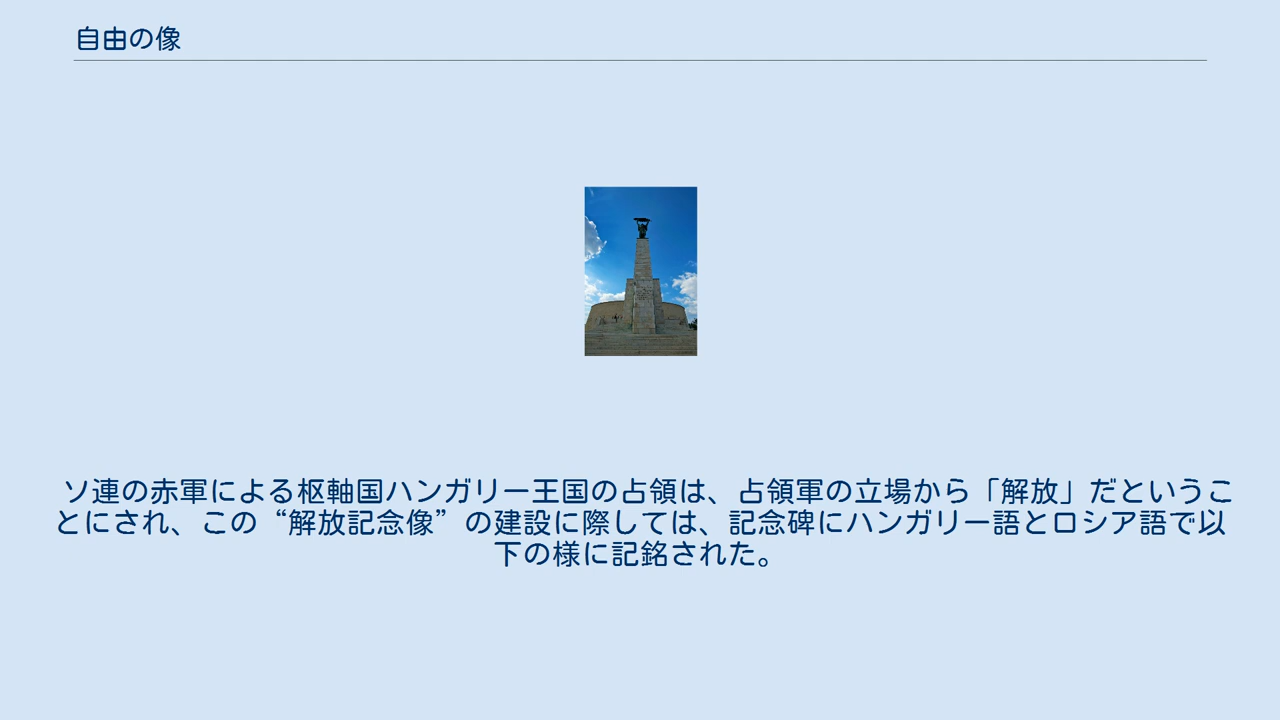 自由の像
ソ連の赤軍による枢軸国ハンガリー王国の占領は、占領軍の立場から「解放」だというこ
とにされ、この“解放記念像”の建設に際しては、記念碑にハンガリー語とロシア語で以
下の様に記銘された。